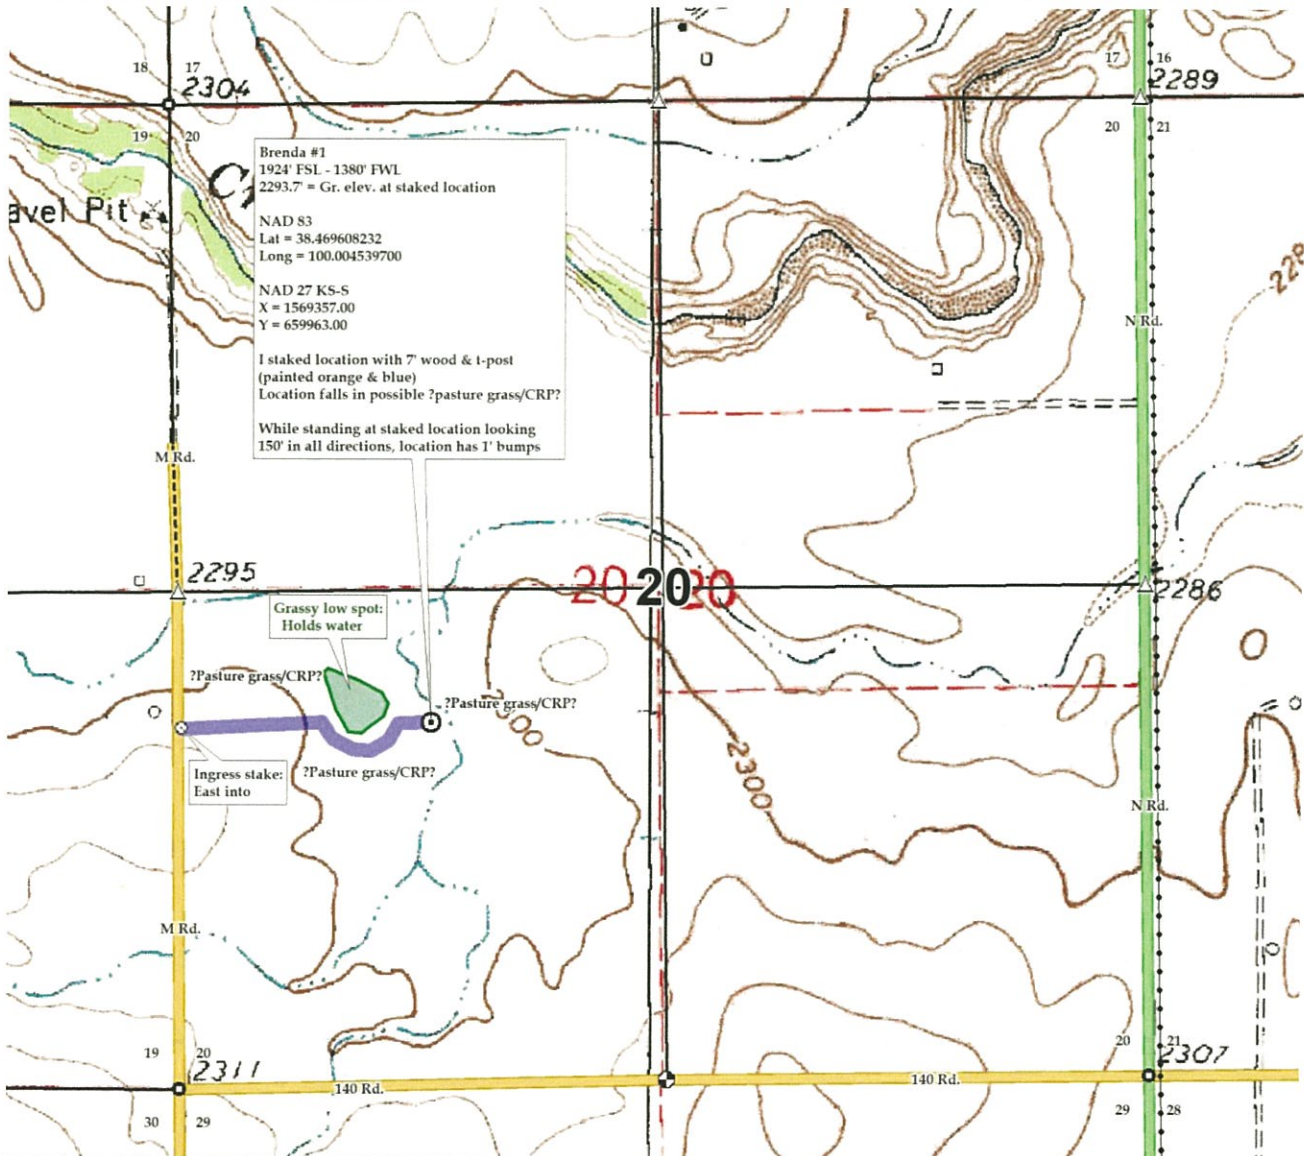 18
17
17
16
2304
2289
19
20
20
21
Brenda #1
1924' FSL - 1380' FWL
2293.7' = Gr. elev. at staked location
NAD 83
Lat = 38.469608232
Long = 100.004539700
NAD 27 KS-S
X = 1569357.00
Y = 659963.00
I staked location with 7' wood & t-post
(painted orange & blue)
Location falls in possible ?pasture grass/CRP?
While standing at staked location looking
150' in all directions, location has 1' bumps
avel Pit
228
N Rd.
M Rd.
2295
20 20 20
2286
Grassy low spot:
Holds water
?Pasture grass/CRP?
?Pasture grass/CRP?
2300
?Pasture grass/CRP?
Ingress stake:
East into
2300
N Rd.
M Rd.
19
20
20
21
2311
2307
140 Rd.
140 Rd.
30
29
29
28